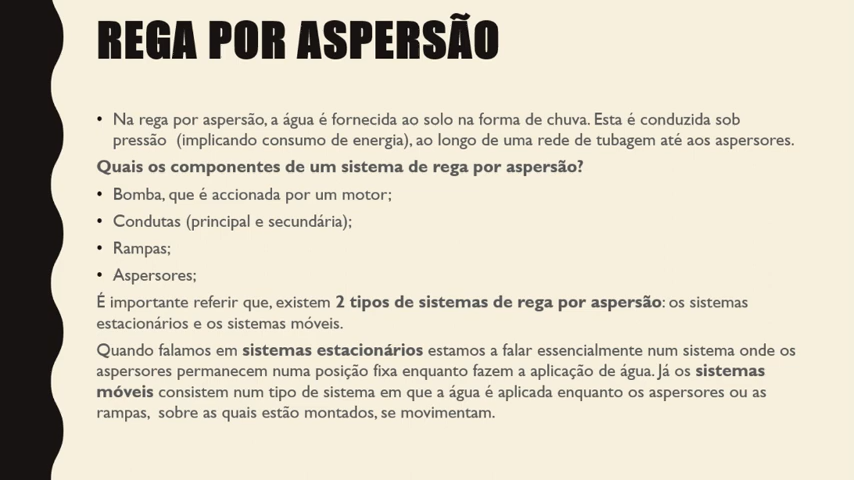 REGA POR ASPERSÃO
• Na rega por aspersão, a água é fornecida ao solo na forma de chuva. Esta é conduzida sob
pressão (implicando consumo de energia), ao longo de uma rede de tubagem até aos aspersores.
Quais os componentes de um sistema de rega por aspersão?
• Bomba, que é accionada por um motor;
• Condutas (principal e secundária);
• Rampas;
• Aspersores;
É importante referir que, existem 2 tipos de sistemas de rega por aspersão: os sistemas
estacionários e os sistemas móveis.
Quando falamos em sistemas estacionários estamos a falar essencialmente num sistema onde os
aspersores permanecem numa posição fixa enquanto fazem a aplicação de água. Já os sistemas
móveis consistem num tipo de sistema em que a água é aplicada enquanto os aspersores ou as
rampas, sobre as quais estão montados, se movimentam.